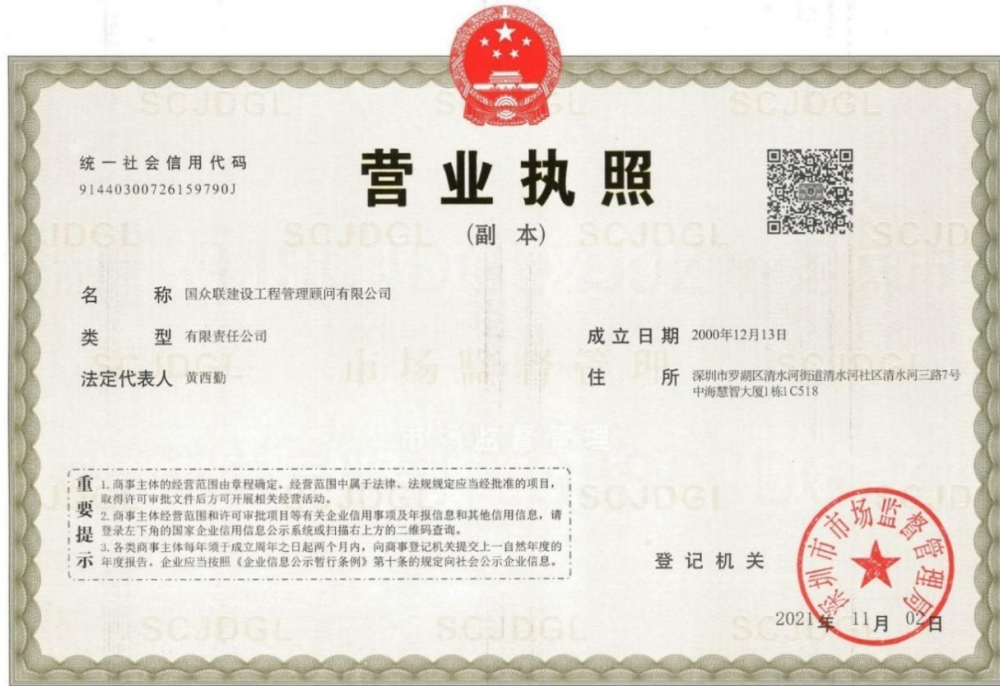 统一社会信用代码
91440300726159790J
营业执照
(副 本)
名 称 国众联建设工程管理顾问有限公司
类 型 有限责任公司
法定代表人 黄西勤
成立日期 2000年12月13日
住 所 深圳市罗湖区清水河街道清水河社区清水河三路7号
中海慧智大厦1栋1C518
重要提示
1. 商事主体的经营范围由章程确定。经营范围中属于法律、法规规定应当经批准的项目，
取得许可审批文件后方可开展相关经营活动。
2. 商事主体经营范围和许可审批项目等有关企业信用事项及年报信息和其他信用信息，请
登录左下角的国家企业信用信息公示系统或扫描右上方的二维码查询。
3. 各类商事主体每年须于成立周年之日起两个月内，向商事登记机关提交上一自然年度的
年度报告。企业应当按照《企业信息公示暂行条例》第十条的规定向社会公示企业信息。
登记机关
深圳市市场监督管理局
2021年 11月 02日
SCJDGL
市场监督管理